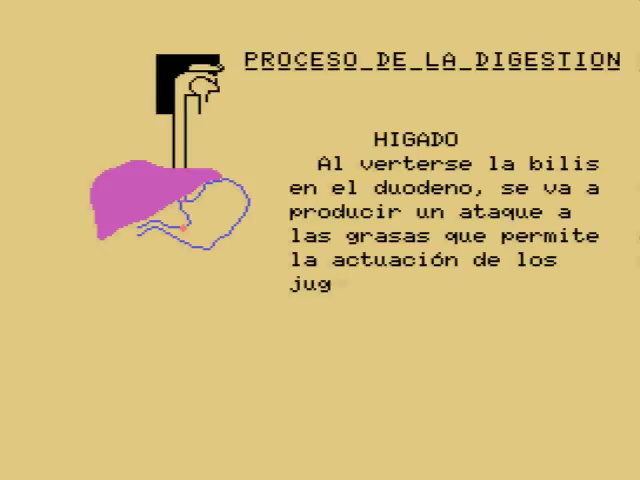 PROCESO_DE_LA_DIGESTION
HIGADO
Al verterse la bilis
en el duodeno, se va a
producir un ataque a
las grasas que permite
la actuación de los
jug